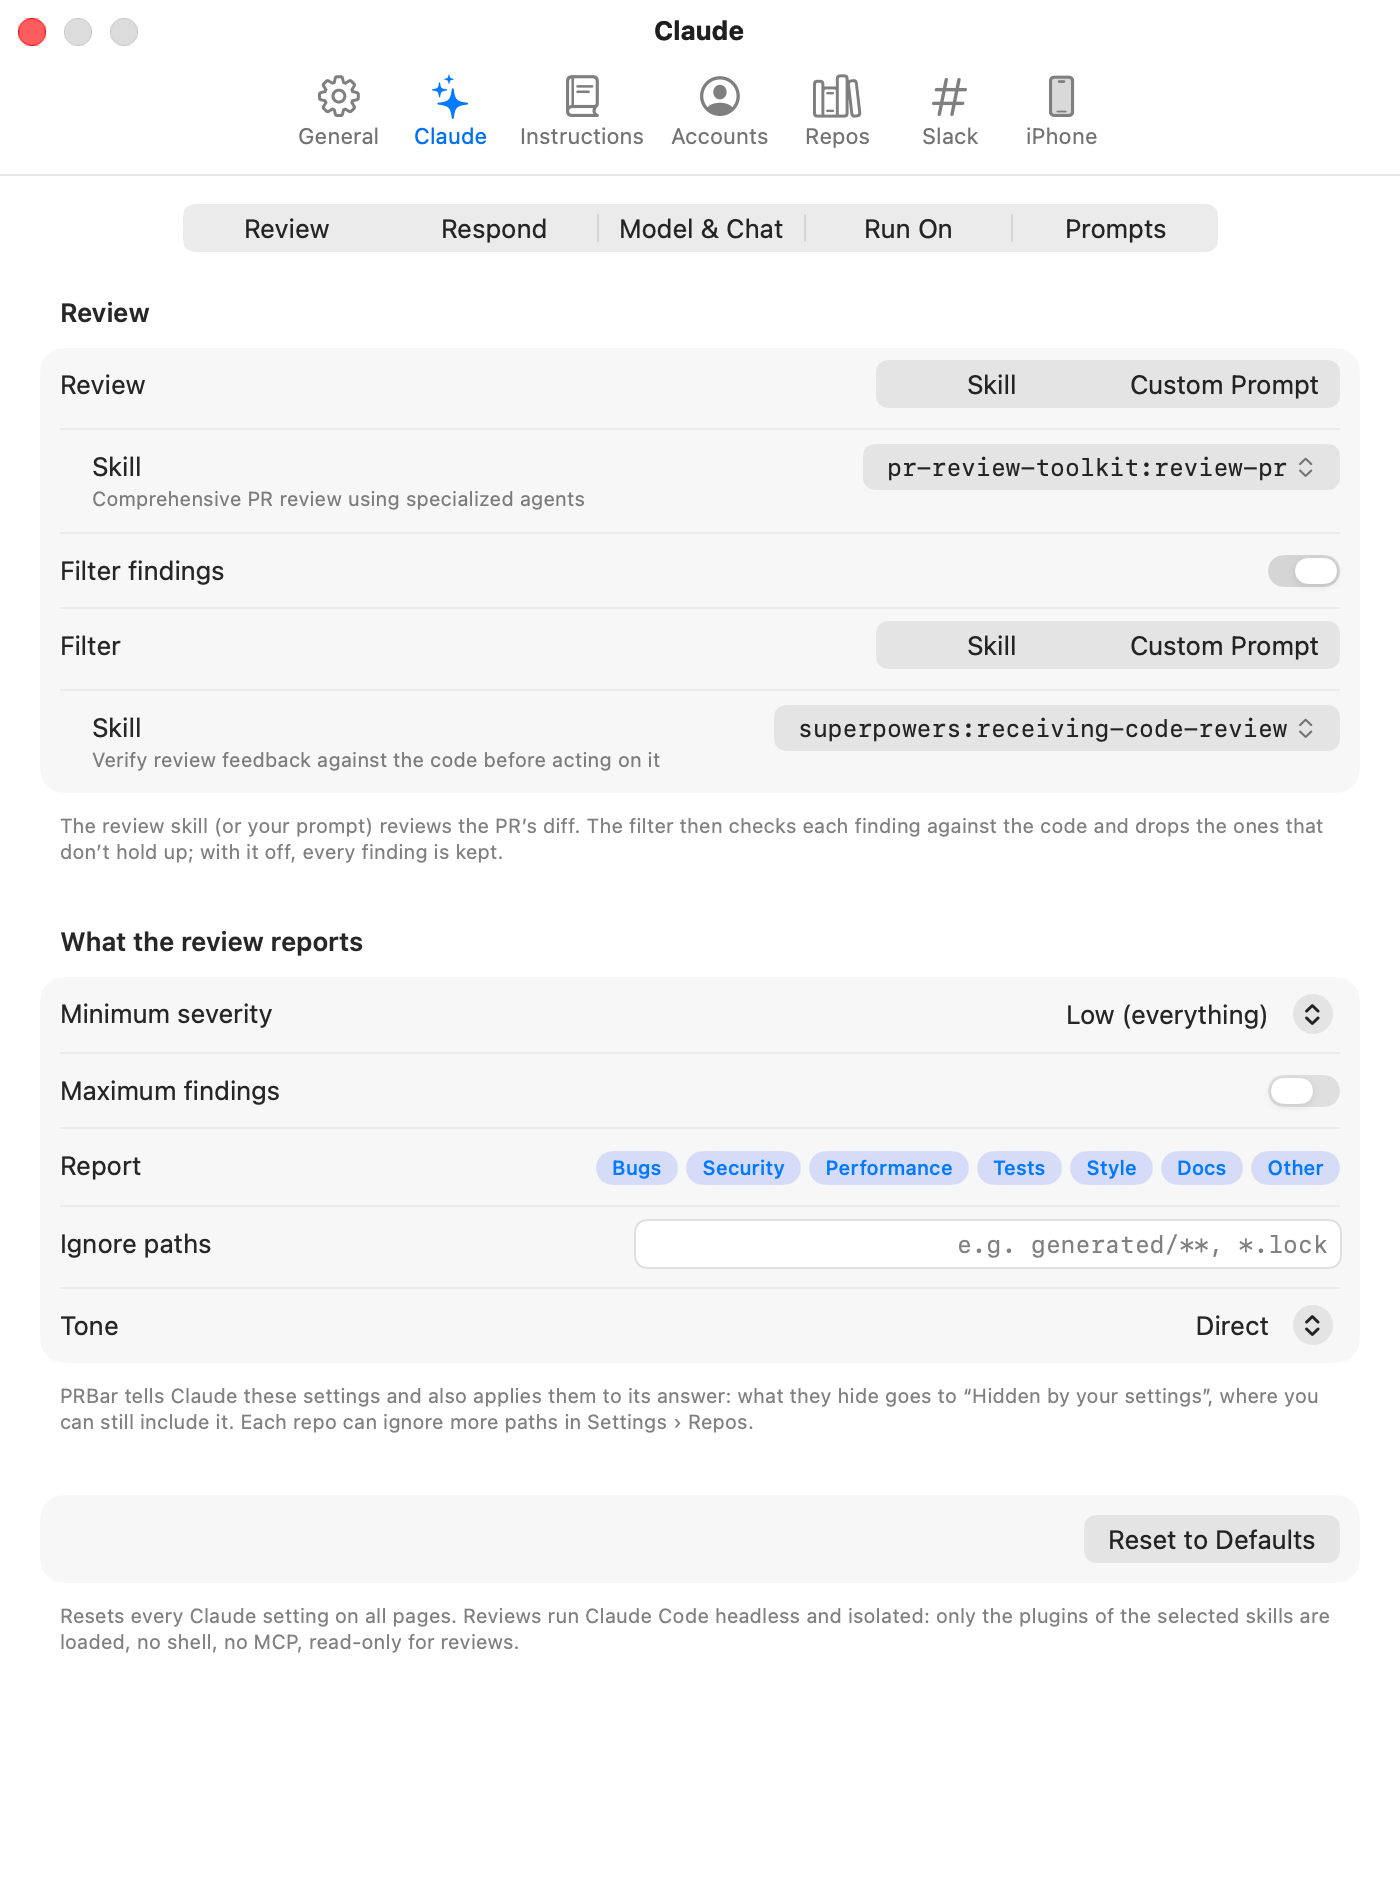 Claude
General
Claude
Instructions
Accounts
Repos
Slack
iPhone
Review
Respond
Model & Chat
Run On
Prompts
Review
Review
Skill
Custom Prompt
Skill
pr-review-toolkit:review-pr
Comprehensive PR review using specialized agents
Filter findings
Filter
Skill
Custom Prompt
Skill
superpowers:receiving-code-review
Verify review feedback against the code before acting on it
The review skill (or your prompt) reviews the PR’s diff. The filter then checks each finding against the code and drops the ones that
don’t hold up; with it off, every finding is kept.
What the review reports
Minimum severity
Low (everything)
Maximum findings
Report
Bugs
Security
Performance
Tests
Style
Docs
Other
Ignore paths
e.g. generated/**, *.lock
Tone
Direct
PRBar tells Claude these settings and also applies them to its answer: what they hide goes to “Hidden by your settings”, where you
can still include it. Each repo can ignore more paths in Settings › Repos.
Reset to Defaults
Resets every Claude setting on all pages. Reviews run Claude Code headless and isolated: only the plugins of the selected skills are
loaded, no shell, no MCP, read-only for reviews.